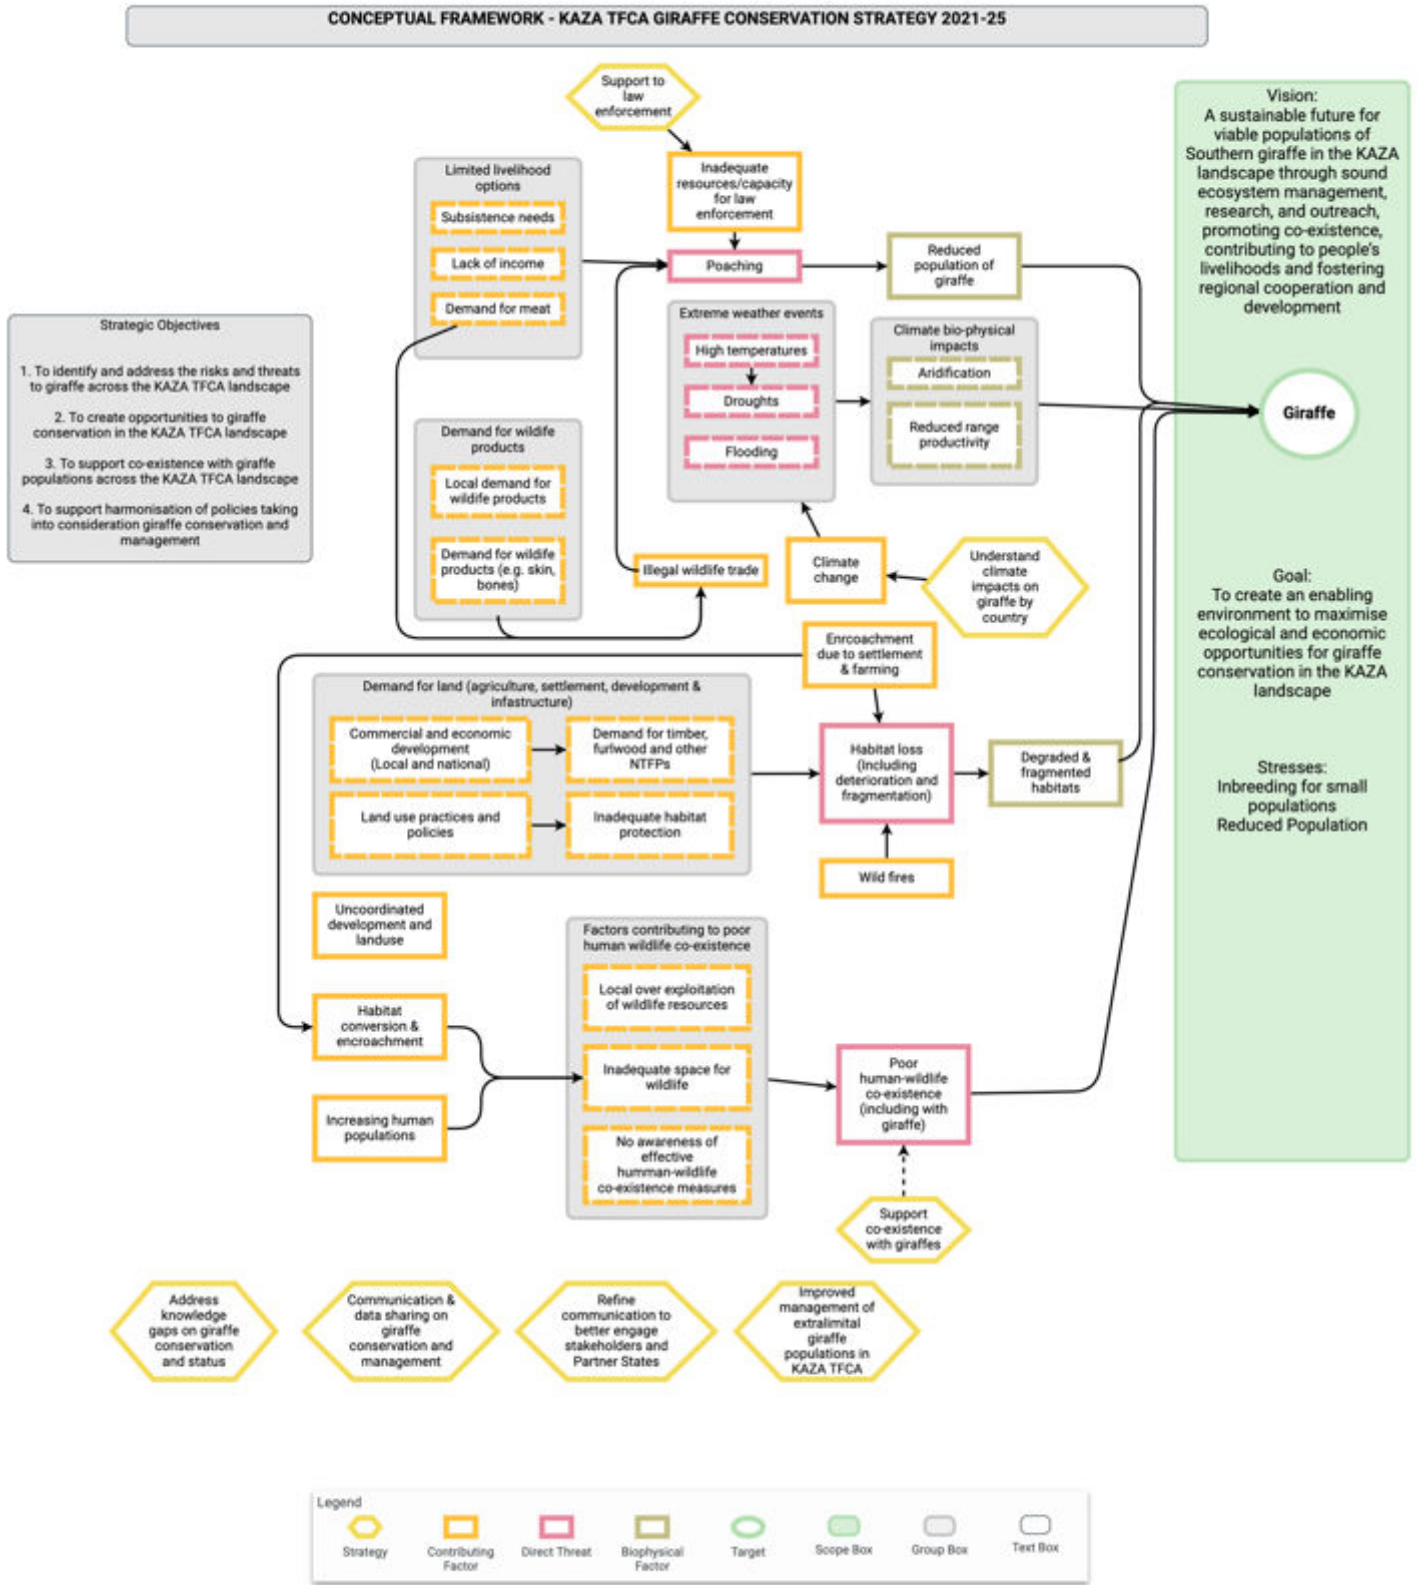 CONCEPTUAL FRAMEWORK - KAZA TFCA GIRAFFE CONSERVATION STRATEGY 2021-25
Support to
law
enforcement
Inadequate
resources/capacity
for law
enforcement
Limited livelihood
options
Subsistence needs
Lack of income
Demand for meat
Poaching
Reduced
population of
giraffe
Vision:
A sustainable future for
viable populations of
Southern giraffe in the KAZA
landscape through sound
ecosystem management,
research, and outreach,
promoting co-existence,
contributing to people's
livelihoods and fostering
regional cooperation and
development
Strategic Objectives
1. To identify and address the risks and threats
to giraffe across the KAZA TFCA landscape
2. To create opportunities to giraffe
conservation in the KAZA TFCA landscape
3. To support co-existence with giraffe
populations across the KAZA TFCA landscape
4. To support harmonisation of policies taking
into consideration giraffe conservation and
management
Extreme weather events
High temperatures
Droughts
Flooding
Climate bio-physical
impacts
Aridification
Reduced range
productivity
Giraffe
Demand for wildife
products
Local demand for
wildife products
Demand for wildife
products (e.g. skin,
bones)
Illegal wildlife trade
Climate
change
Understand
climate
impacts on
giraffe by
country
Goal:
To create an enabling
environment to maximise
ecological and economic
opportunities for giraffe
conservation in the KAZA
landscape
Enrcoachment
due to settlement
& farming
Demand for land (agriculture, settlement, development &
infastructure)
Commercial and economic
development
(Local and national)
Demand for timber,
furlwood and other
NTFPs
Land use practices and
policies
Inadequate habitat
protection
Habitat loss
(Including
deterioration and
fragmentation)
Degraded &
fragmented
habitats
Stresses:
Inbreeding for small
populations
Reduced Population
Wild fires
Uncoordinated
development and
landuse
Habitat
conversion &
encroachment
Increasing human
populations
Factors contributing to poor
human wildlife co-existence
Local over exploitation
of wildlife resources
Inadequate space for
wildlife
No awareness of
effective
humman-wildlife
co-existence measures
Poor
human-wildlife
co-existence
(including with
giraffe)
Support
co-existence
with giraffes
Address
knowledge
gaps on giraffe
conservation
and status
Communication &
data sharing on
giraffe
conservation and
management
Refine
communication to
better engage
stakeholders and
Partner States
Improved
management of
extralimital
giraffe
populations in
KAZA TFCA
Legend
Strategy
Contributing
Factor
Direct Threat
Biophysical
Factor
Target
Scope Box
Group Box
Text Box